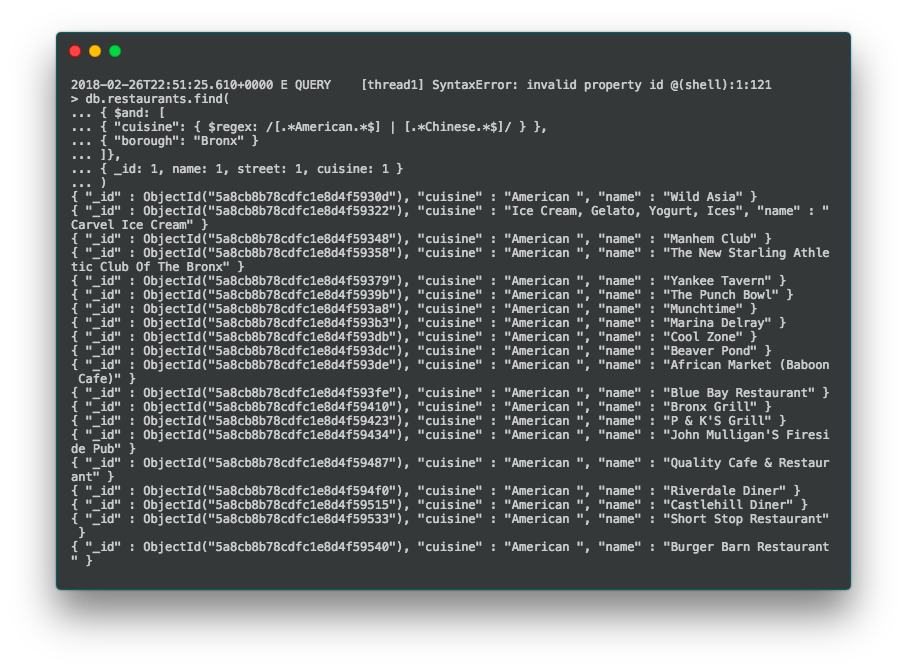 2018-02-26T22:51:25.610+0000 E QUERY    [thread1] SyntaxError: invalid property id @(shell):1:121
> db.restaurants.find(
... { $and: [
... { "cuisine": { $regex: /[.*American.*$] | [.*Chinese.*$]/ } },
... { "borough": "Bronx" }
... ]},
... { _id: 1, name: 1, street: 1, cuisine: 1 }
... )
{ "_id" : ObjectId("5a8cb8b78cdfc1e8d4f5930d"), "cuisine" : "American ", "name" : "Wild Asia" }
{ "_id" : ObjectId("5a8cb8b78cdfc1e8d4f59322"), "cuisine" : "Ice Cream, Gelato, Yogurt, Ices", "name" : "
Carvel Ice Cream" }
{ "_id" : ObjectId("5a8cb8b78cdfc1e8d4f59348"), "cuisine" : "American ", "name" : "Manhem Club" }
{ "_id" : ObjectId("5a8cb8b78cdfc1e8d4f59358"), "cuisine" : "American ", "name" : "The New Starling Athle
tic Club Of The Bronx" }
{ "_id" : ObjectId("5a8cb8b78cdfc1e8d4f59379"), "cuisine" : "American ", "name" : "Yankee Tavern" }
{ "_id" : ObjectId("5a8cb8b78cdfc1e8d4f5939b"), "cuisine" : "American ", "name" : "The Punch Bowl" }
{ "_id" : ObjectId("5a8cb8b78cdfc1e8d4f593a8"), "cuisine" : "American ", "name" : "Munchtime" }
{ "_id" : ObjectId("5a8cb8b78cdfc1e8d4f593b3"), "cuisine" : "American ", "name" : "Marina Delray" }
{ "_id" : ObjectId("5a8cb8b78cdfc1e8d4f593db"), "cuisine" : "American ", "name" : "Cool Zone" }
{ "_id" : ObjectId("5a8cb8b78cdfc1e8d4f593dc"), "cuisine" : "American ", "name" : "Beaver Pond" }
{ "_id" : ObjectId("5a8cb8b78cdfc1e8d4f593de"), "cuisine" : "American ", "name" : "African Market (Baboon
 Cafe)" }
{ "_id" : ObjectId("5a8cb8b78cdfc1e8d4f593fe"), "cuisine" : "American ", "name" : "Blue Bay Restaurant" }
{ "_id" : ObjectId("5a8cb8b78cdfc1e8d4f59410"), "cuisine" : "American ", "name" : "Bronx Grill" }
{ "_id" : ObjectId("5a8cb8b78cdfc1e8d4f59423"), "cuisine" : "American ", "name" : "P & K'S Grill" }
{ "_id" : ObjectId("5a8cb8b78cdfc1e8d4f59434"), "cuisine" : "American ", "name" : "John Mulligan'S Firesi
de Pub" }
{ "_id" : ObjectId("5a8cb8b78cdfc1e8d4f59487"), "cuisine" : "American ", "name" : "Quality Cafe & Restaur
ant" }
{ "_id" : ObjectId("5a8cb8b78cdfc1e8d4f594f0"), "cuisine" : "American ", "name" : "Riverdale Diner" }
{ "_id" : ObjectId("5a8cb8b78cdfc1e8d4f59515"), "cuisine" : "American ", "name" : "Castlehill Diner" }
{ "_id" : ObjectId("5a8cb8b78cdfc1e8d4f59533"), "cuisine" : "American ", "name" : "Short Stop Restaurant"
 }
{ "_id" : ObjectId("5a8cb8b78cdfc1e8d4f59540"), "cuisine" : "American ", "name" : "Burger Barn Restaurant
" }